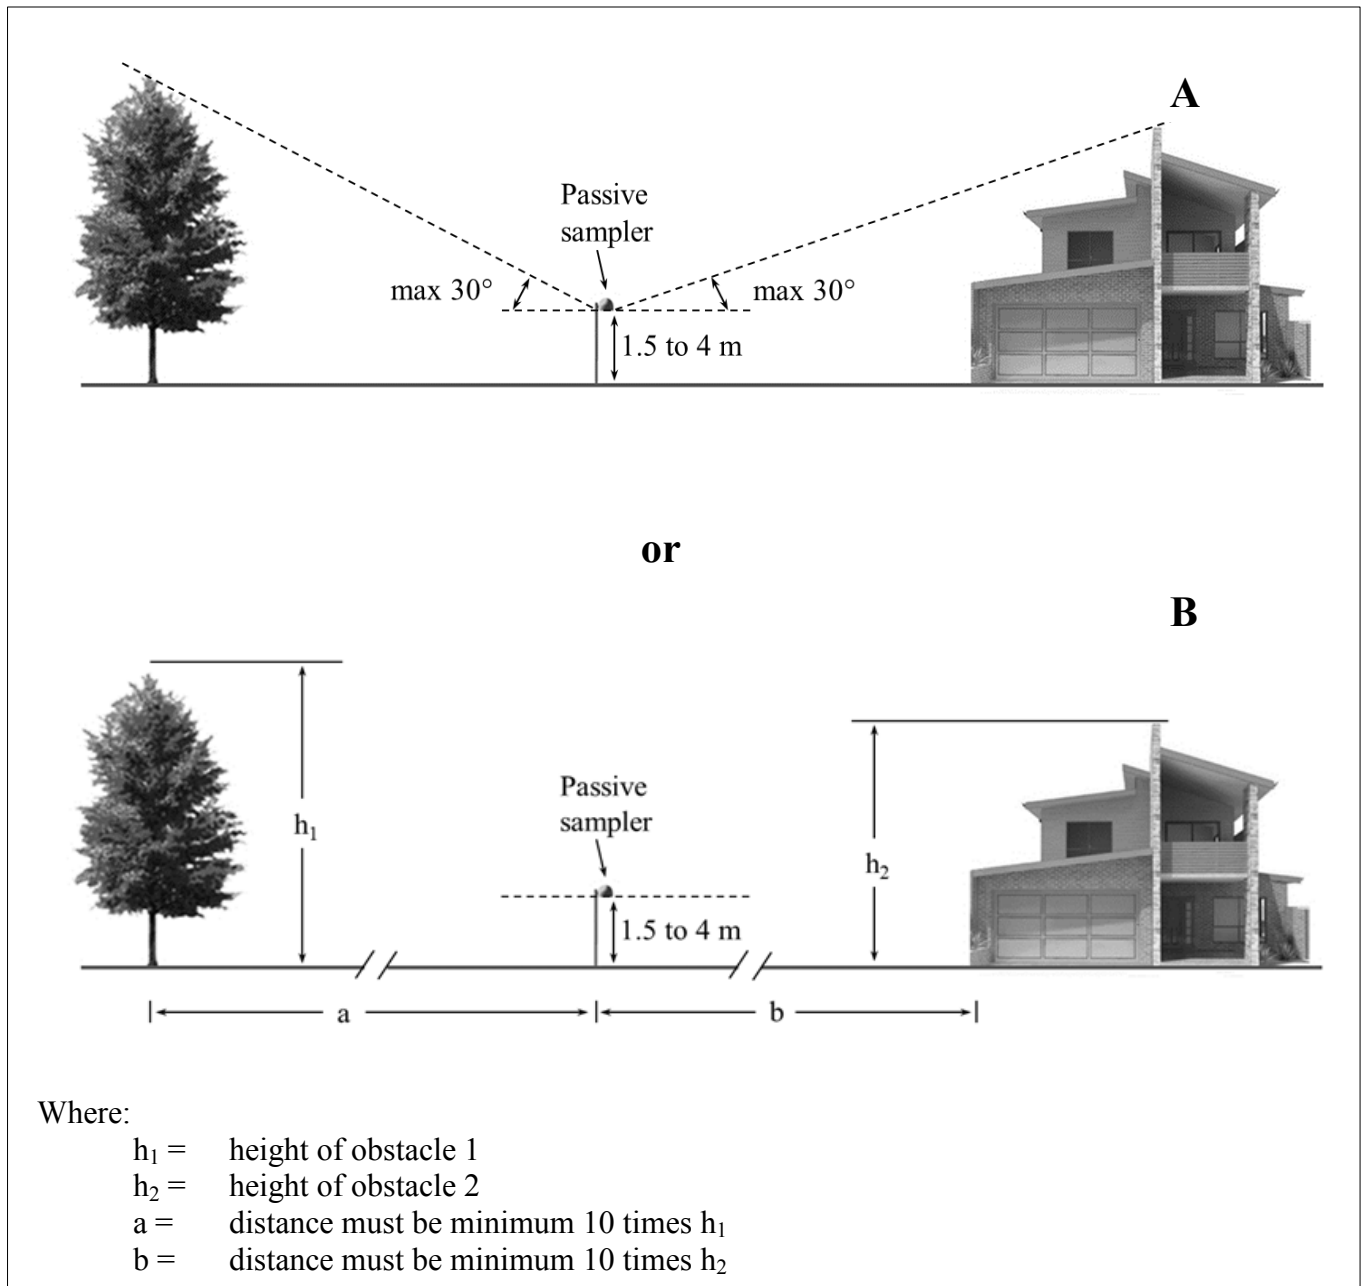 A
Passive
sampler
max 30°
max 30°
1.5 to 4 m
or
B
Passive
sampler
h₁
h₂
1.5 to 4 m
a
b
Where:
h₁ = height of obstacle 1
h₂ = height of obstacle 2
a = distance must be minimum 10 times h₁
b = distance must be minimum 10 times h₂